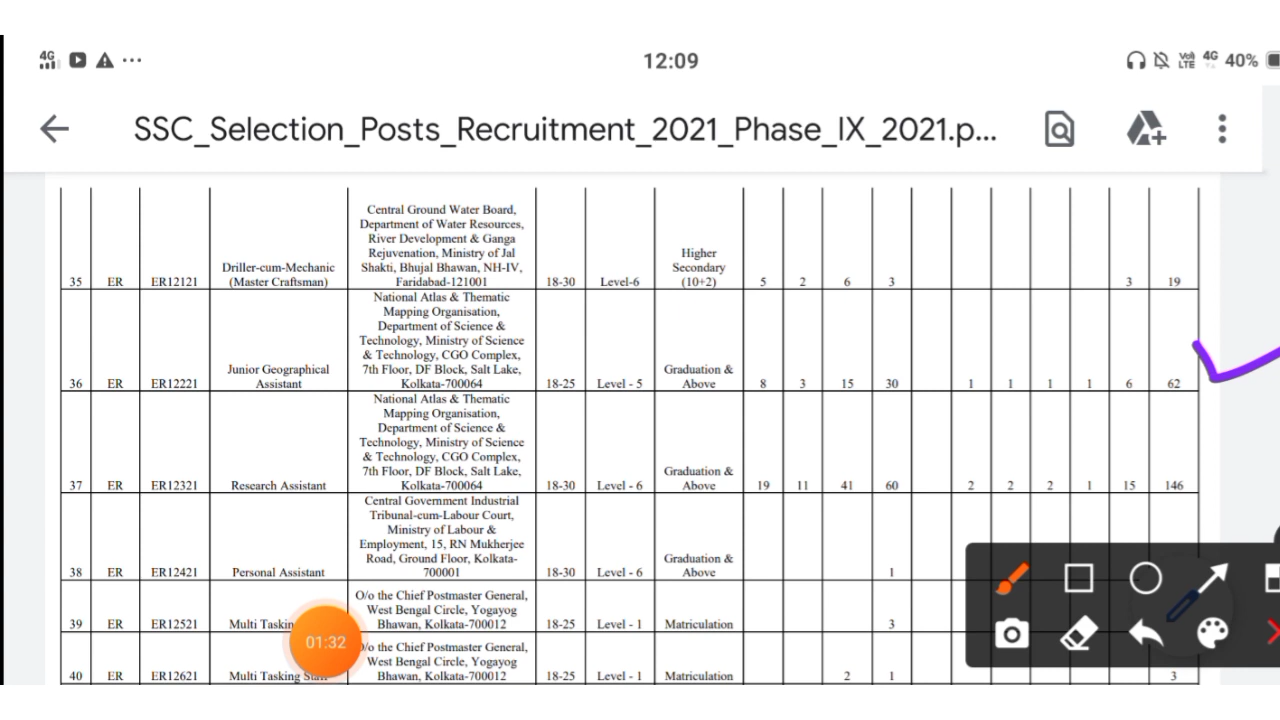 4G ... 12:09 Vo) LTE 4G 40%
SSC_Selection_Posts_Recruitment_2021_Phase_IX_2021.p...
Central Ground Water Board,
Department of Water Resources,
River Development & Ganga
Rejuvenation, Ministry of Jal
Shakti, Bhujal Bhawan, NH-IV,
Faridabad-121001
35 ER ER12121
Driller-cum-Mechanic
(Master Craftsman)
18-30 Level-6
Higher
Secondary
(10+2)
5 2 6 3 3 19
National Atlas & Thematic
Mapping Organisation,
Department of Science &
Technology, Ministry of Science
& Technology, CGO Complex,
7th Floor, DF Block, Salt Lake,
Kolkata-700064
36 ER ER12221
Junior Geographical
Assistant
18-25 Level - 5
Graduation &
Above
8 3 15 30 1 1 1 1 6 62
National Atlas & Thematic
Mapping Organisation,
Department of Science &
Technology, Ministry of Science
& Technology, CGO Complex,
7th Floor, DF Block, Salt Lake,
Kolkata-700064
37 ER ER12321 Research Assistant 18-30 Level - 6
Graduation &
Above
19 11 41 60 2 2 2 1 15 146
Central Government Industrial
Tribunal-cum-Labour Court,
Ministry of Labour &
Employment, 15, RN Mukherjee
Road, Ground Floor, Kolkata-
700001
38 ER ER12421 Personal Assistant 18-30 Level - 6
Graduation &
Above
1
O/o the Chief Postmaster General,
West Bengal Circle, Yogayog
Bhawan, Kolkata-700012
39 ER ER12521 Multi 18-25 Level - 1 Matriculation 3
01:32
the Chief Postmaster General,
West Bengal Circle, Yogayog
Bhawan, Kolkata-700012
40 ER ER12621 Multi Tasking 18-25 Level - 1 Matriculation 2 1 3